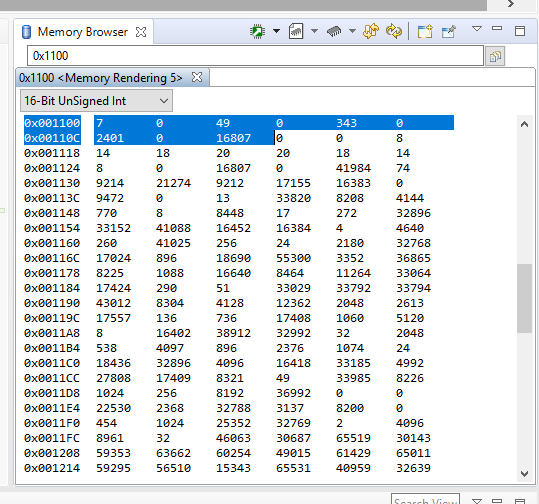 Memory Browser
0x1100
0x1100 <Memory Rendering 5>
16-Bit UnSigned Int
0x001100 7 0 49 0 343 0
0x00110C 2401 0 16807 0 0 8
0x001118 14 18 20 20 18 14
0x001124 8 0 16807 0 41984 74
0x001130 9214 21274 9212 17155 16383 0
0x00113C 9472 0 13 33820 8208 4144
0x001148 770 8 8448 17 272 32896
0x001154 33152 41088 16452 16384 4 4640
0x001160 260 41025 256 24 2180 32768
0x00116C 17024 896 18690 55300 3352 36865
0x001178 8225 1088 16640 8464 11264 33064
0x001184 17424 290 51 33029 33792 33794
0x001190 43012 8304 4128 12362 2048 2613
0x00119C 17557 136 736 17408 1060 5120
0x0011A8 8 16402 38912 32992 32 2048
0x0011B4 538 4097 896 2376 1074 24
0x0011C0 18436 32896 4096 16418 33185 4992
0x0011CC 27808 17409 8321 49 33985 8226
0x0011D8 1024 256 8192 36992 0 0
0x0011E4 22530 2368 32788 3137 8200 0
0x0011F0 454 1024 25352 32769 2 4096
0x0011FC 8961 32 46063 30687 65519 30143
0x001208 59353 63662 60254 49015 61429 65011
0x001214 59295 56510 15343 65531 40959 32639
Search View